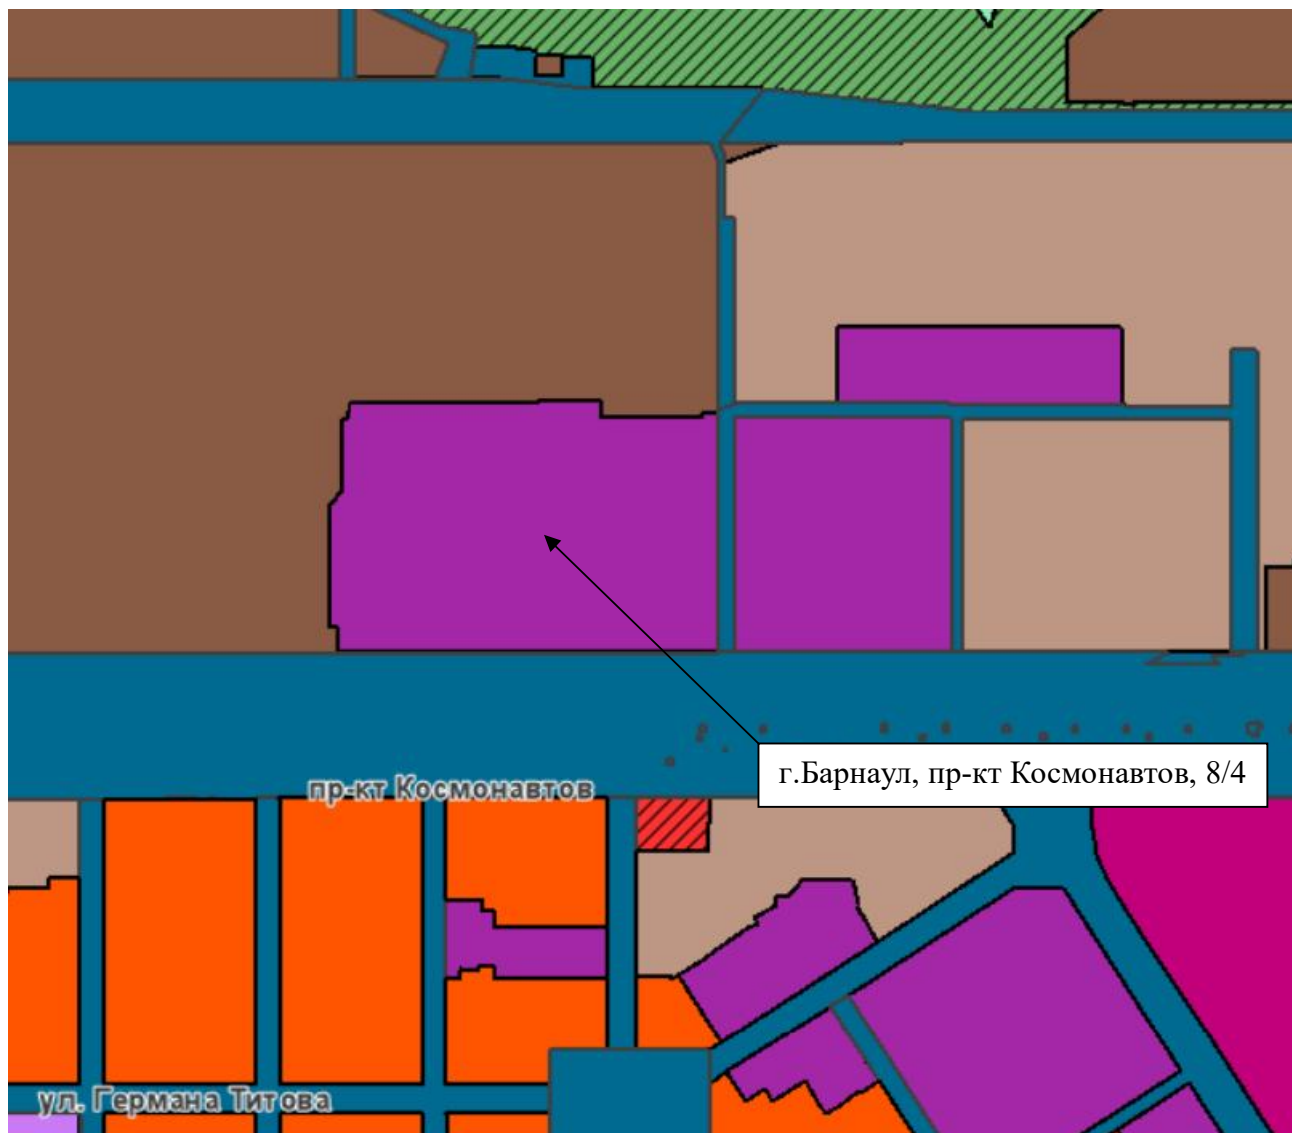 г.Барнаул, пр-кт Космонавтов, 8/4
пр-кт Космонавтов
ул. Германа Титова